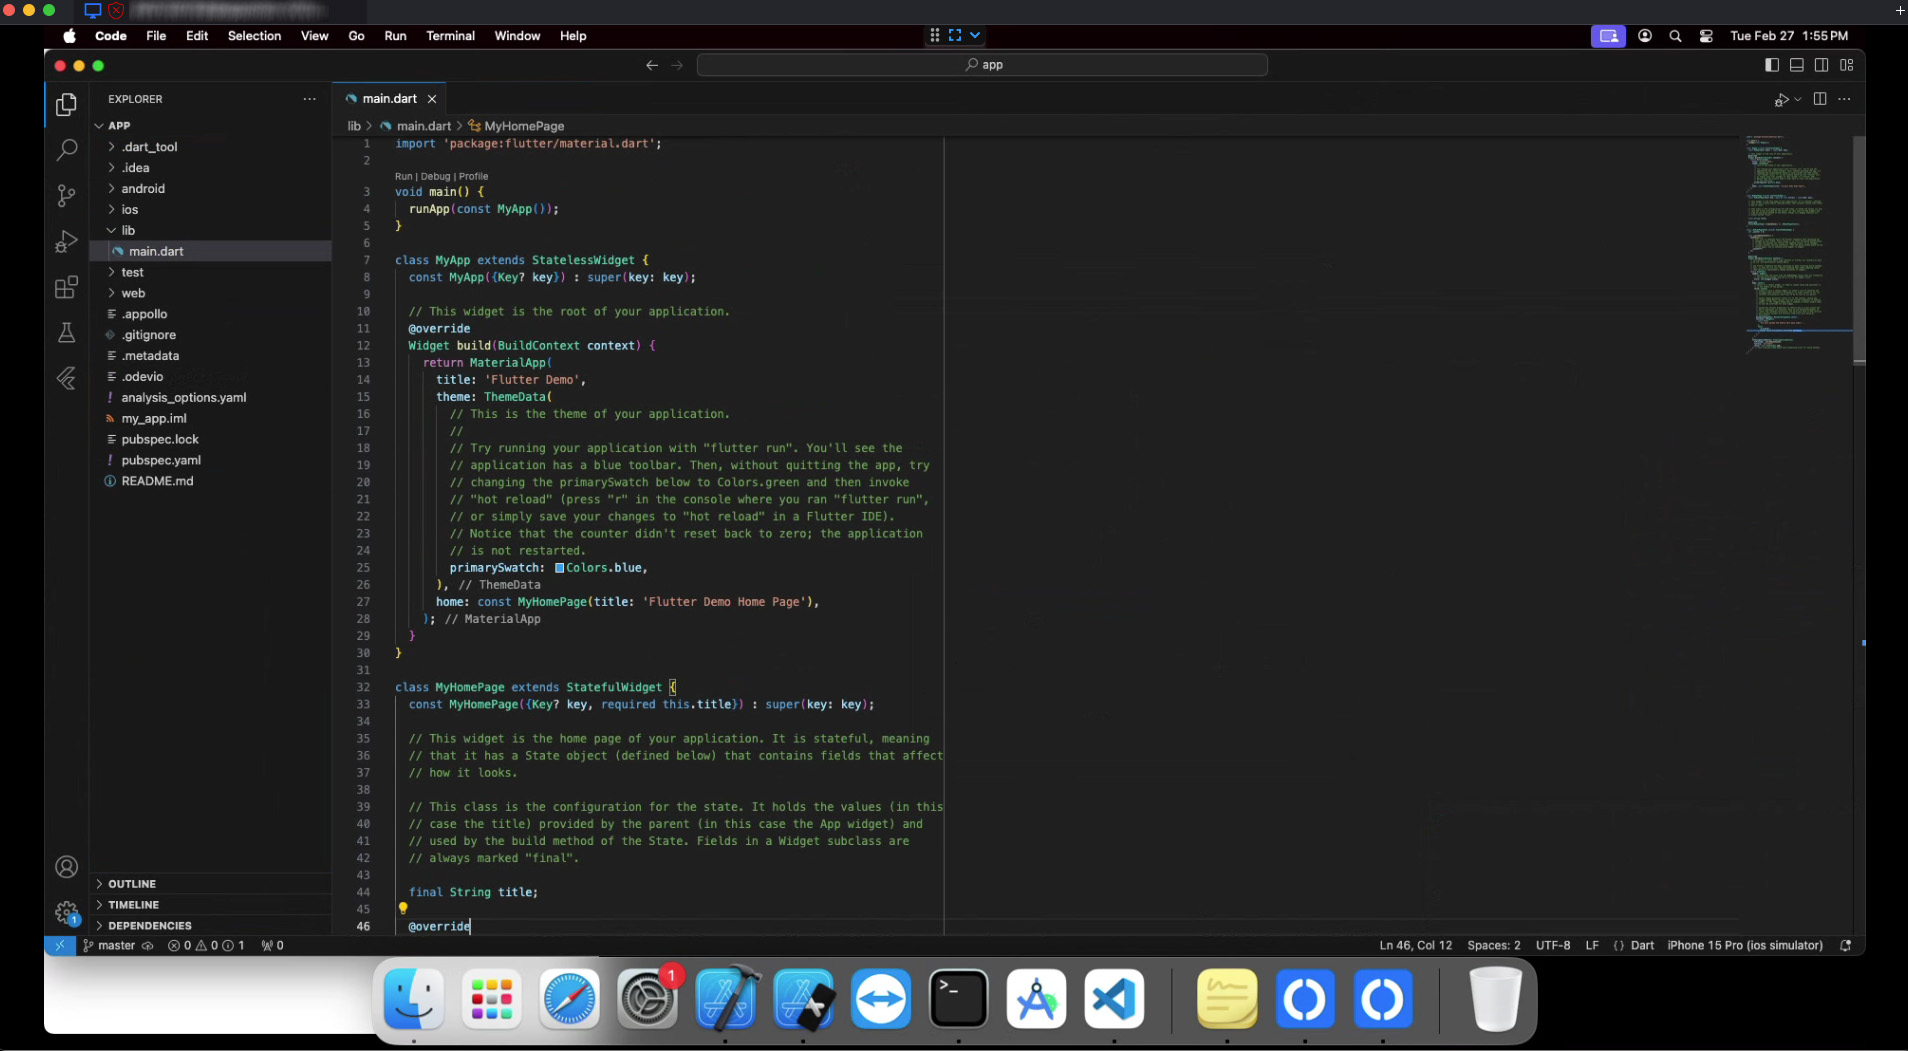 Code File Edit Selection View Go Run Terminal Window Help Tue Feb 27 1:55 PM
app
EXPLORER
APP
.dart_tool
.idea
android
ios
lib
main.dart
test
web
.appollo
.gitignore
.metadata
.odevio
analysis_options.yaml
my_app.iml
pubspec.lock
pubspec.yaml
README.md
OUTLINE
TIMELINE
DEPENDENCIES
main.dart
lib > main.dart > MyHomePage
1 import 'package:flutter/material.dart';
2
Run | Debug | Profile
3 void main() {
4 runApp(const MyApp());
5 }
6
7 class MyApp extends StatelessWidget {
8 const MyApp({Key? key}) : super(key: key);
9
10 // This widget is the root of your application.
11 @override
12 Widget build(BuildContext context) {
13 return MaterialApp(
14 title: 'Flutter Demo',
15 theme: ThemeData(
16 // This is the theme of your application.
17 //
18 // Try running your application with "flutter run". You'll see the
19 // application has a blue toolbar. Then, without quitting the app, try
20 // changing the primarySwatch below to Colors.green and then invoke
21 // "hot reload" (press "r" in the console where you ran "flutter run",
22 // or simply save your changes to "hot reload" in a Flutter IDE).
23 // Notice that the counter didn't reset back to zero; the application
24 // is not restarted.
25 primarySwatch: Colors.blue,
26 ), // ThemeData
27 home: const MyHomePage(title: 'Flutter Demo Home Page'),
28 ); // MaterialApp
29 }
30 }
31
32 class MyHomePage extends StatefulWidget {
33 const MyHomePage({Key? key, required this.title}) : super(key: key);
34
35 // This widget is the home page of your application. It is stateful, meaning
36 // that it has a State object (defined below) that contains fields that affect
37 // how it looks.
38
39 // This class is the configuration for the state. It holds the values (in this
40 // case the title) provided by the parent (in this case the App widget) and
41 // used by the build method of the State. Fields in a Widget subclass are
42 // always marked "final".
43
44 final String title;
45
46 @override
1
master 0 0 1 0 Ln 46, Col 12 Spaces: 2 UTF-8 LF {} Dart iPhone 15 Pro (ios simulator)
1
>_